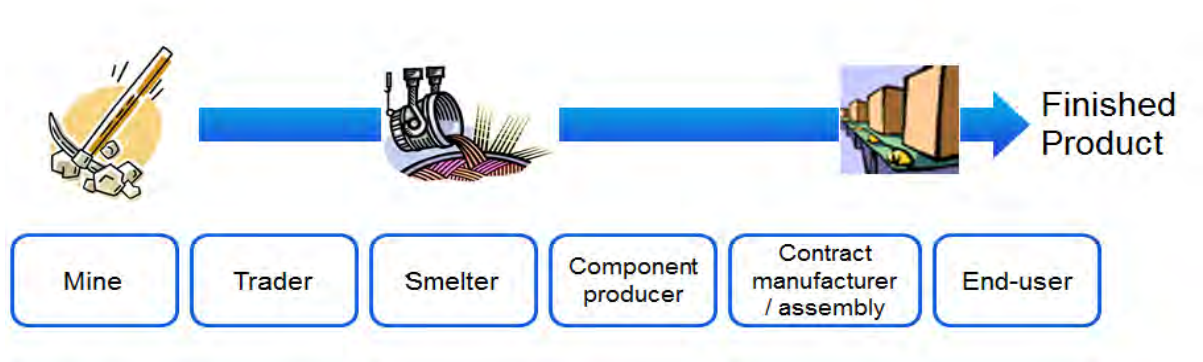 Finished
Product
Mine
Trader
Smelter
Component
producer
Contract
manufacturer
/ assembly
End-user